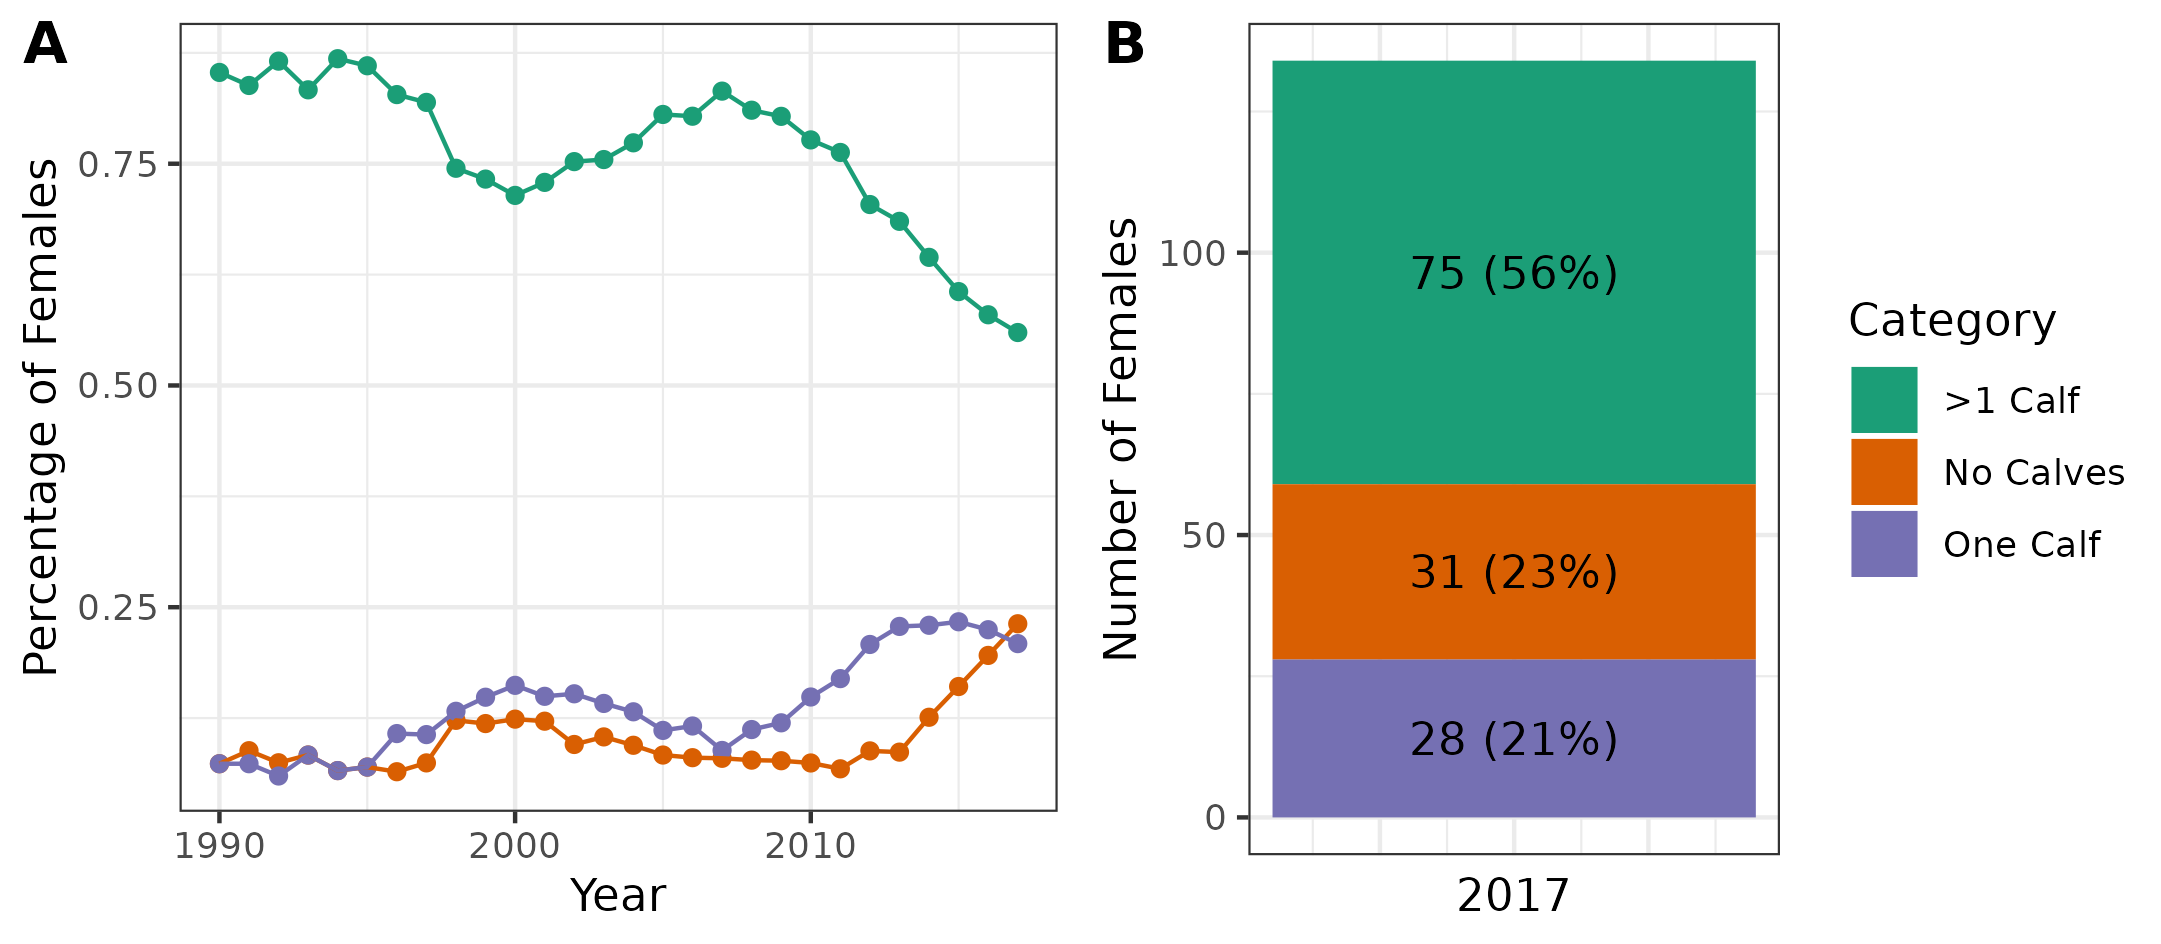 A
Percentage of Females
0.75
0.50
0.25
1990
2000
2010
Year
B
Number of Females
100
50
0
75 (56%)
31 (23%)
28 (21%)
2017
Category
>1 Calf
No Calves
One Calf